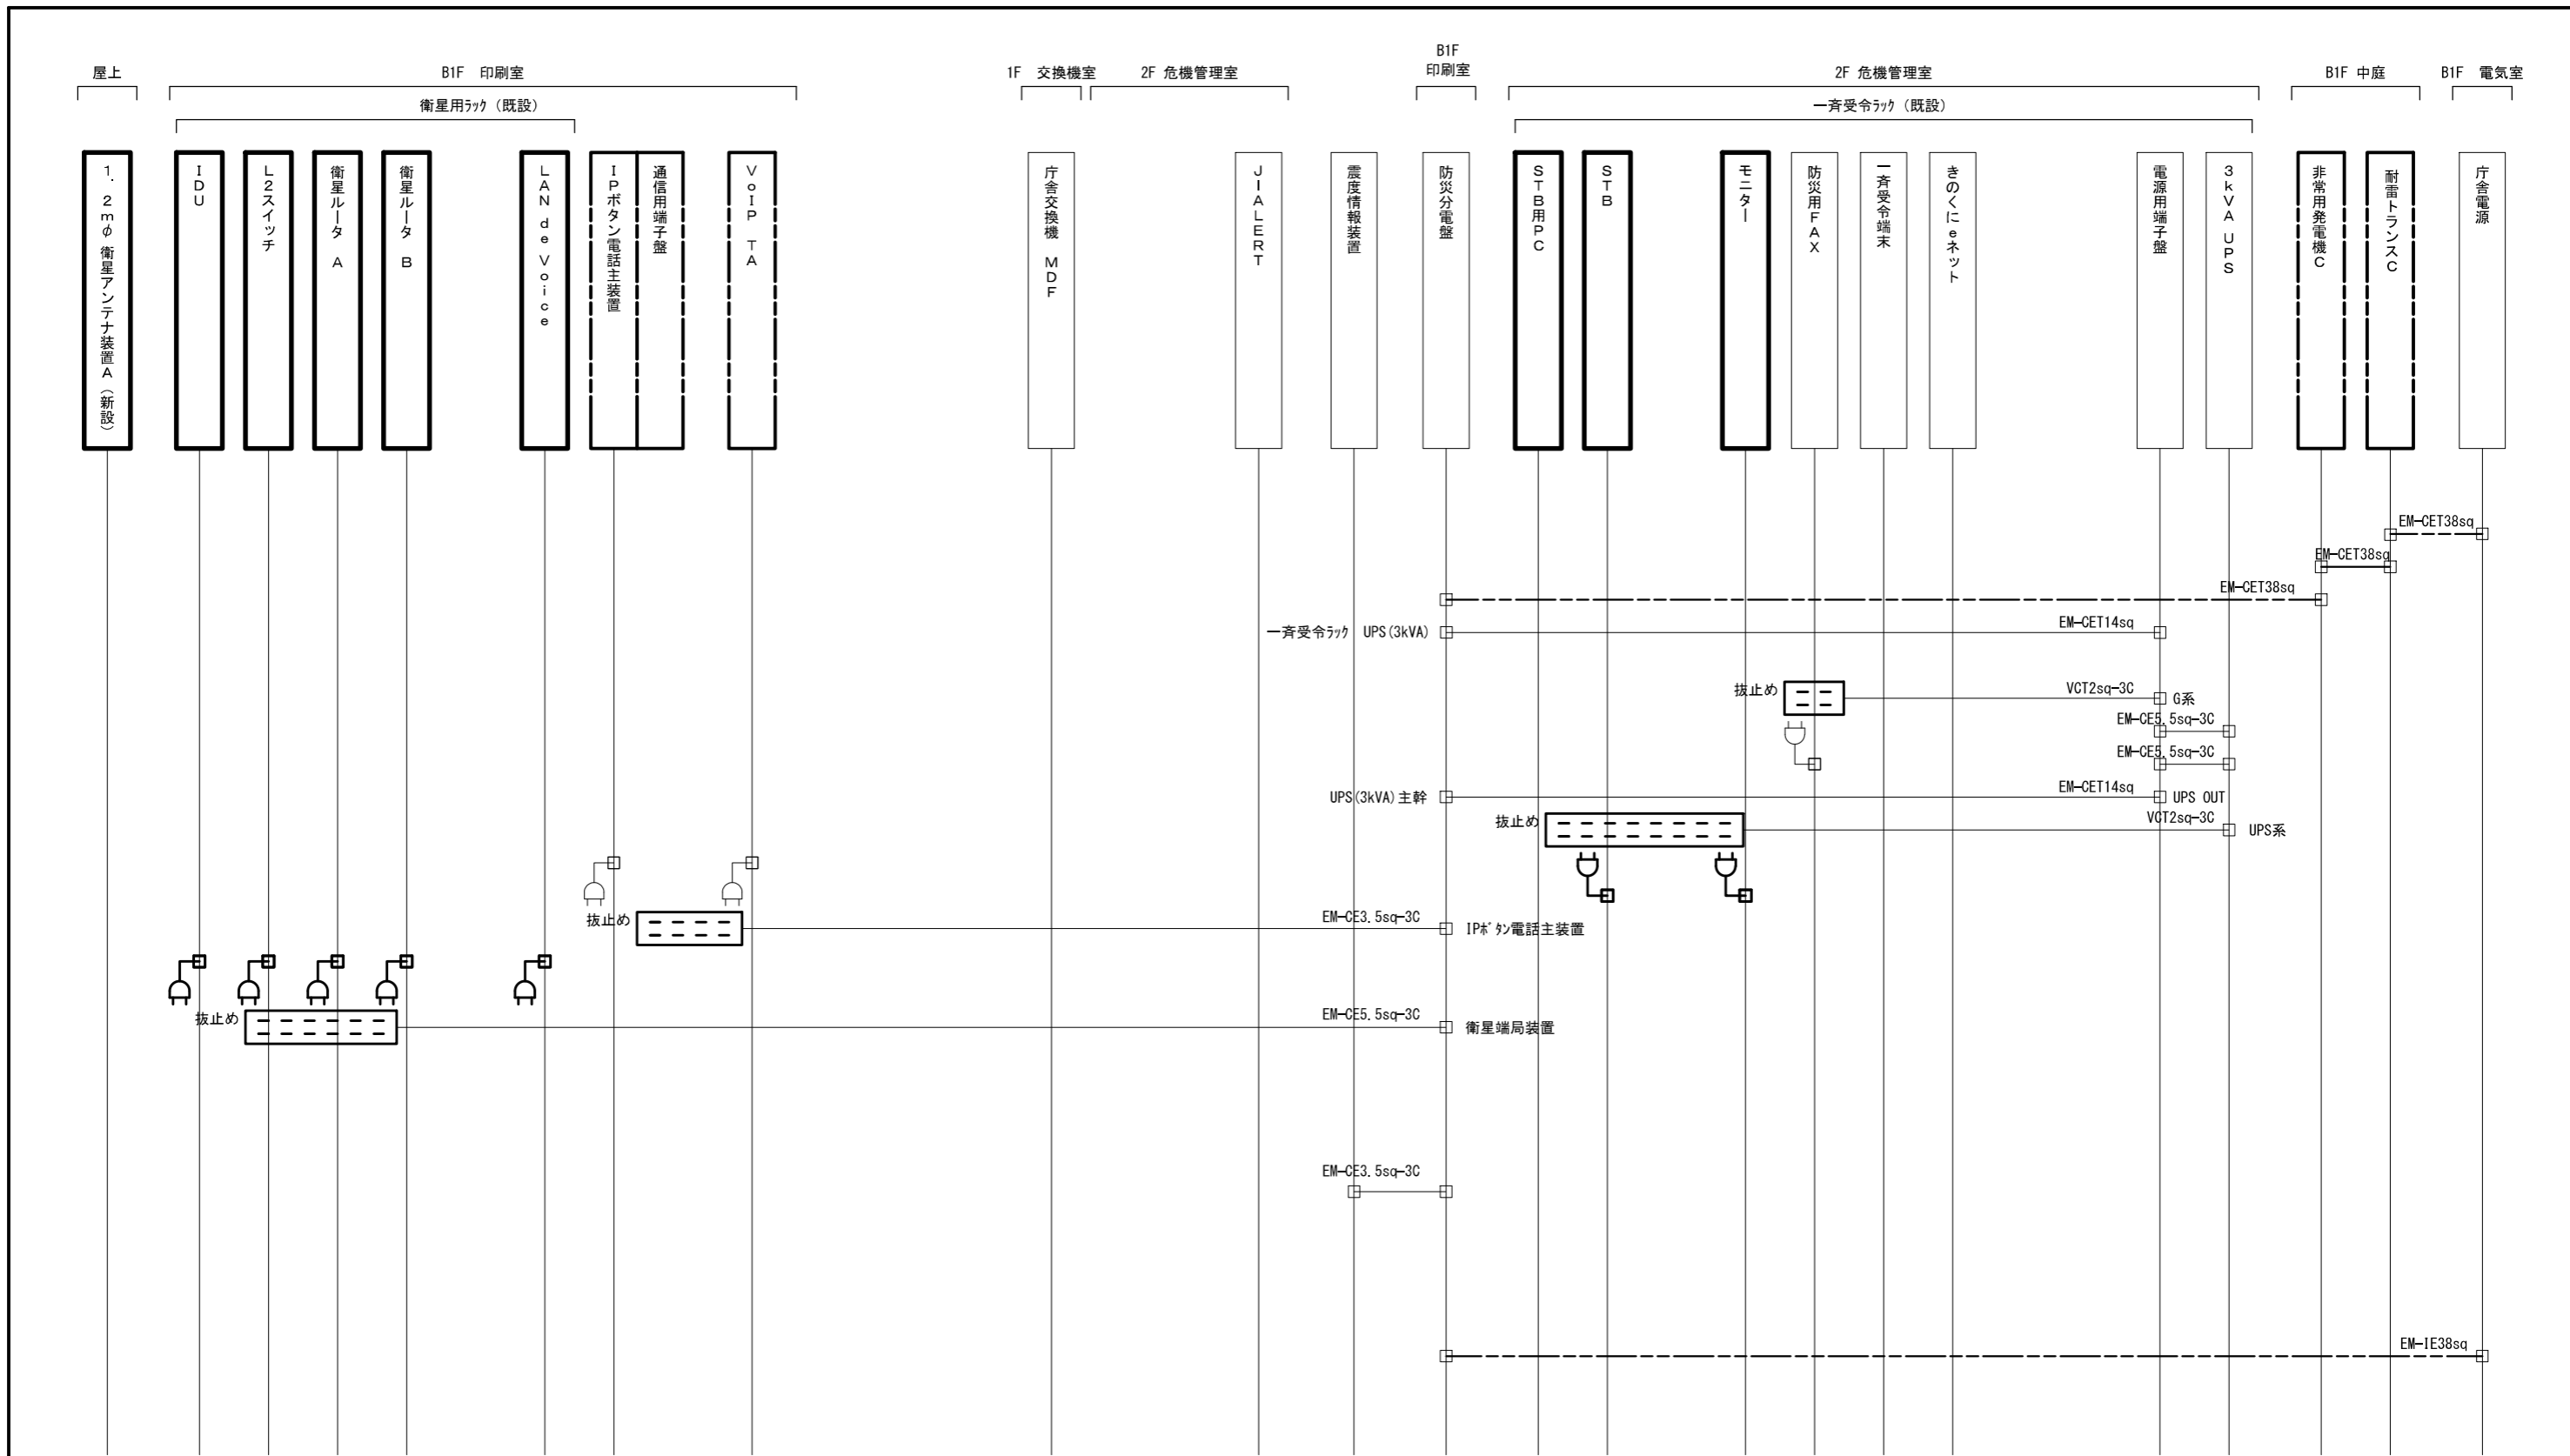 屋上
B1F 印刷室
1F 交換機室
2F 危機管理室
B1F
印刷室
2F 危機管理室
B1F 中庭
B1F 電気室
衛星用ラック（既設）
一斉受令ラック（既設）
1．2mφ 衛星アンテナ装置A（新設）
IDU
L2スイッチ
衛星ルータ A
衛星ルータ B
LAN de Voice
IPボタン電話主装置
通信用端子盤
VoIP TA
庁舎交換機 MDF
JIALERT
震度情報装置
防災分電盤
STB用PC
STB
モニター
防災用FAX
一斉受令端末
きのくにeネット
電源用端子盤
3kVA UPS
非常用発電機C
耐雷トランスC
庁舎電源
EM-CET38sq
EM-CET38sq
EM-CET38sq
一斉受令ラック UPS(3kVA)
EM-CET14sq
抜止め
VCT2sq-3C
G系
EM-CE5.5sq-3C
EM-CE5.5sq-3C
UPS(3kVA)主幹
EM-CET14sq
UPS OUT
抜止め
VCT2sq-3C
UPS系
抜止め
EM-CE3.5sq-3C
IPボタン電話主装置
抜止め
EM-CE5.5sq-3C
衛星端局装置
EM-CE3.5sq-3C
EM-IE38sq